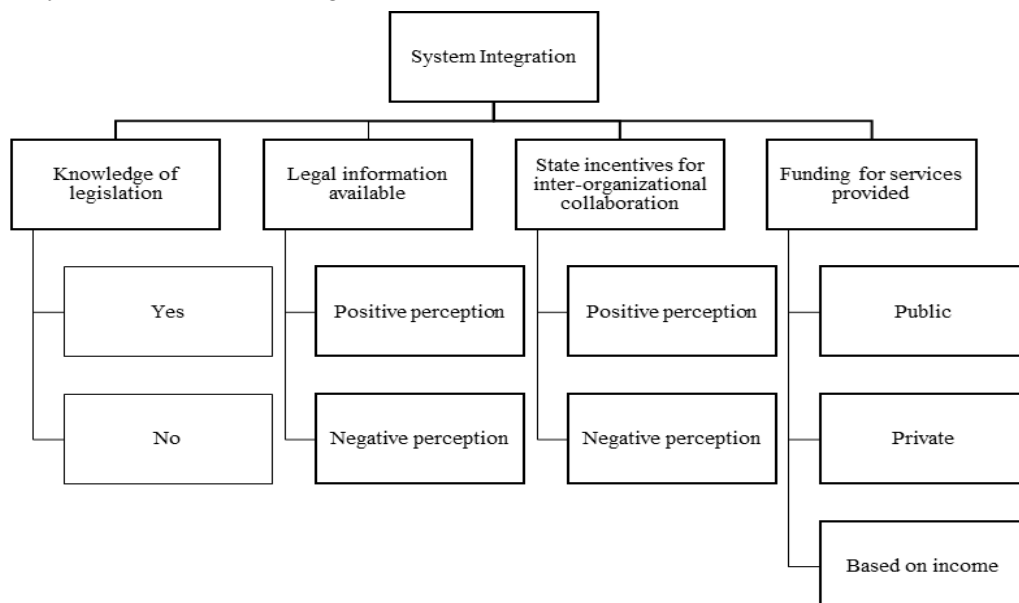 System Integration
Knowledge of
legislation
Legal information
available
State incentives for
inter-organizational
collaboration
Funding for services
provided
Yes
Positive perception
Positive perception
Public
No
Negative perception
Negative perception
Private
Based on income